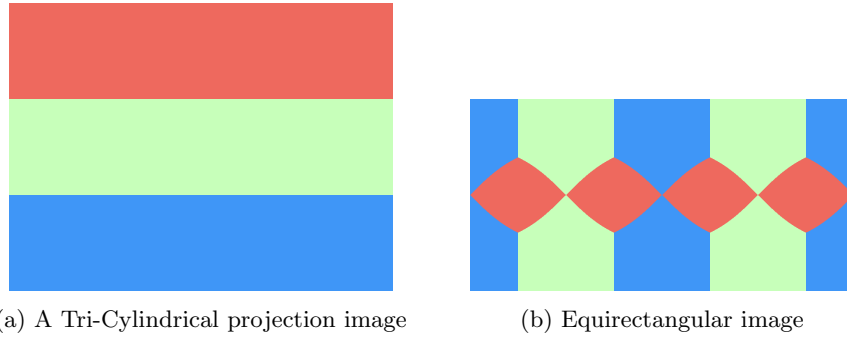 (a) A Tri-Cylindrical projection image
(b) Equirectangular image